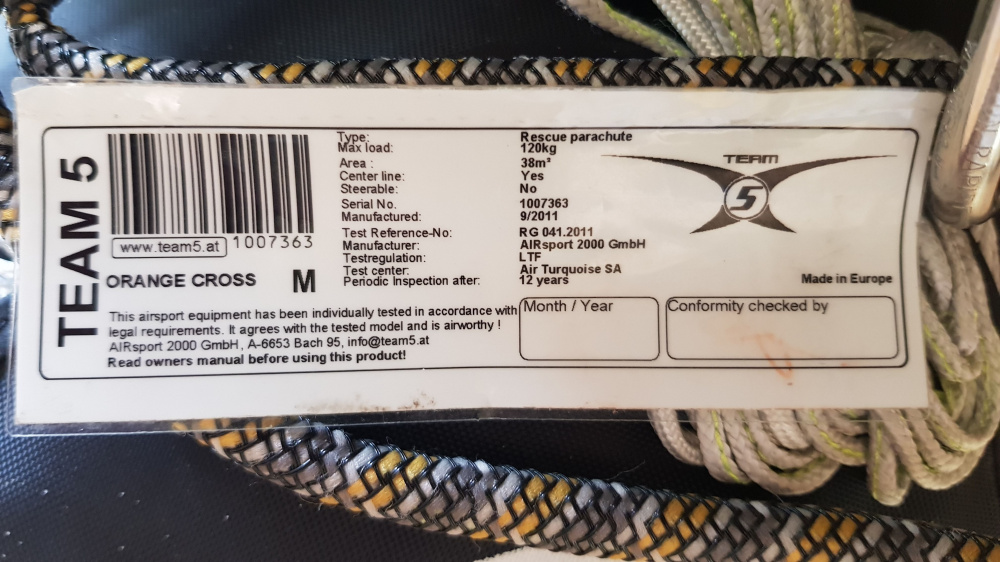 TEAM 5
www.team5.at 1007363
ORANGE CROSS M
Type: Rescue parachute
Max load: 120kg
Area : 38m²
Center line: Yes
Steerable: No
Serial No. 1007363
Manufactured: 9/2011
Test Reference-No: RG 041.2011
Manufacturer: AIRsport 2000 GmbH
Testregulation: LTF
Test center: Air Turquoise SA
Periodic Inspection after: 12 years
TEAM
5
Made in Europe
This airsport equipment has been individually tested in accordance with
legal requirements. It agrees with the tested model and is airworthy !
AIRsport 2000 GmbH, A-6653 Bach 95, info@team5.at
Read owners manual before using this product!
Month / Year
Conformity checked by